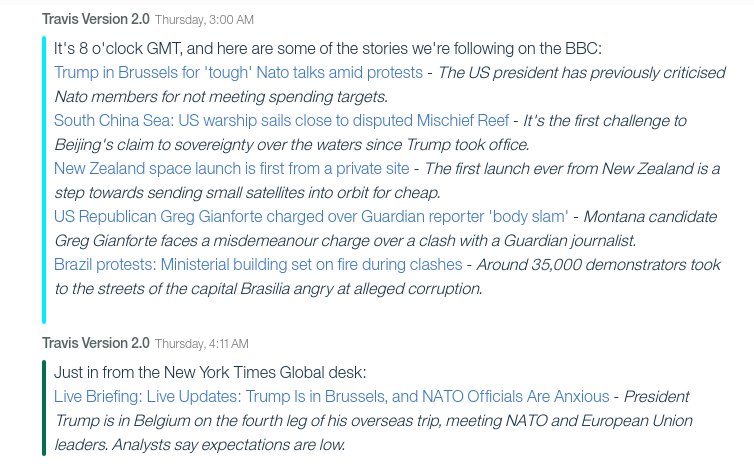 Travis Version 2.0 Thursday, 3:00 AM
It's 8 o'clock GMT, and here are some of the stories we're following on the BBC:
Trump in Brussels for 'tough' Nato talks amid protests - The US president has previously criticised
Nato members for not meeting spending targets.
South China Sea: US warship sails close to disputed Mischief Reef - It's the first challenge to
Beijing's claim to sovereignty over the waters since Trump took office.
New Zealand space launch is first from a private site - The first launch ever from New Zealand is a
step towards sending small satellites into orbit for cheap.
US Republican Greg Gianforte charged over Guardian reporter 'body slam' - Montana candidate
Greg Gianforte faces a misdemeanour charge over a clash with a Guardian journalist.
Brazil protests: Ministerial building set on fire during clashes - Around 35,000 demonstrators took
to the streets of the capital Brasilia angry at alleged corruption.
Travis Version 2.0 Thursday, 4:11 AM
Just in from the New York Times Global desk:
Live Briefing: Live Updates: Trump Is in Brussels, and NATO Officials Are Anxious - President
Trump is in Belgium on the fourth leg of his overseas trip, meeting NATO and European Union
leaders. Analysts say expectations are low.